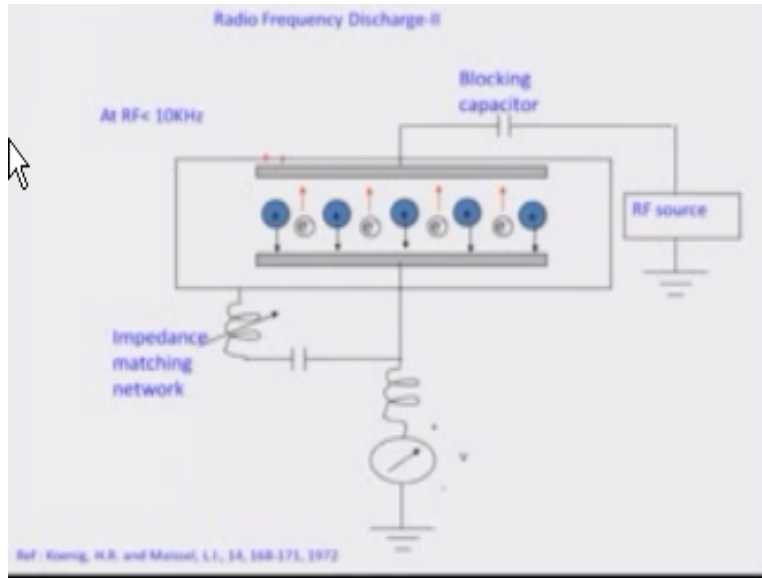 Radio Frequency Discharge-II
Blocking
capacitor
At RF< 10KHz
RF source
+ + + + +
e⁻ e⁻ e⁻ e⁻
Impedance
matching
network
V
Ref : Koenig, H.R. and Maissel, L.I., 14, 168-171, 1972